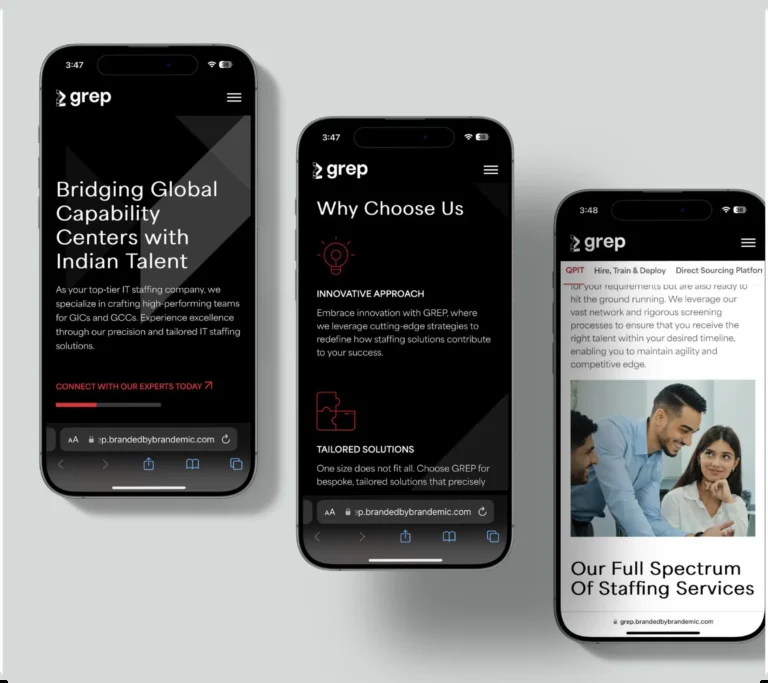 3:47
grep
Bridging Global
Capability
Centers with
Indian Talent
As your top-tier IT staffing company, we
specialize in crafting high-performing teams
for GICs and GCCs. Experience excellence
through our precision and tailored IT staffing
solutions.
CONNECT WITH OUR EXPERTS TODAY
AA
p.brandedbybrandemic.com
3:47
grep
Why Choose Us
INNOVATIVE APPROACH
Embrace innovation with GREP, where
we leverage cutting-edge strategies to
redefine how staffing solutions contribute
to your success.
TAILORED SOLUTIONS
One size does not fit all. Choose GREP for
bespoke, tailored solutions that precisely
AA
p.brandedbybrandemic.com
3:48
grep
QPIT Hire, Train & Deploy Direct Sourcing Platfor
for your requirements but are also ready to
hit the ground running. We leverage our
vast network and rigorous screening
processes to ensure that you receive the
right talent within your desired timeline,
enabling you to maintain agility and
competitive edge.
Our Full Spectrum
Of Staffing Services
grep.brandedbybrandemic.com